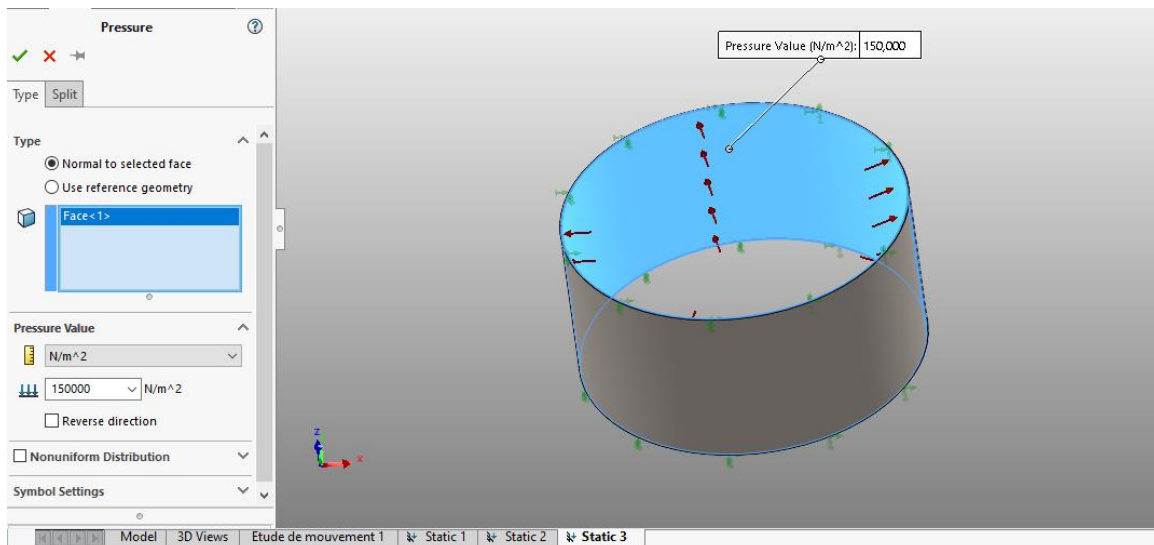 Pressure
Type Split
Type
Normal to selected face
Use reference geometry
Face<1>
Pressure Value
N/m^2
150000 N/m^2
Reverse direction
Nonuniform Distribution
Symbol Settings
Pressure Value (N/m^2): 150,000
z
x
Model 3D Views Etude de mouvement 1 Static 1 Static 2 Static 3